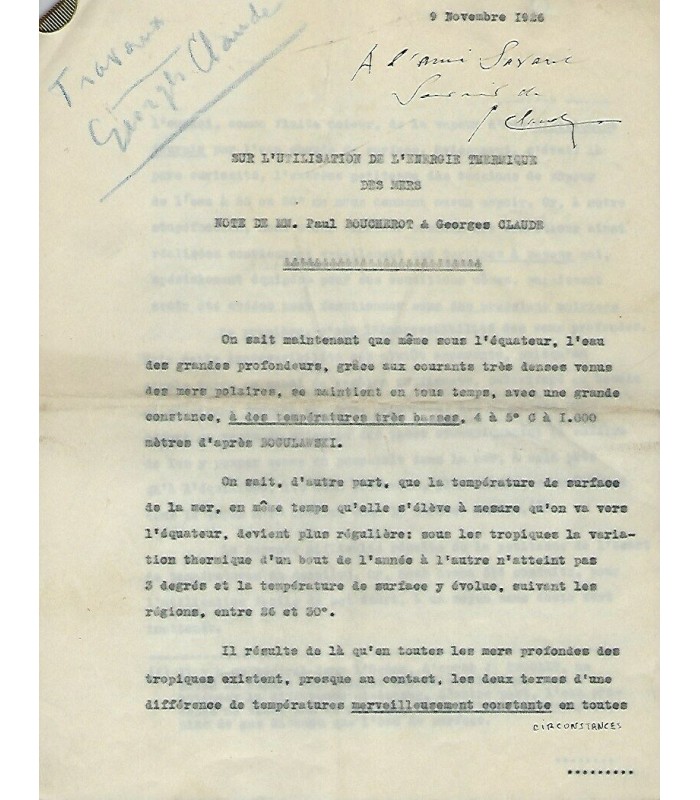 9 Novembre 1926
Travaux
Georges Claude
A l'ami
Souvenir de
SUR L'UTILISATION DE L'ENERGIE THERMIQUE
DES MERS
NOTE DE MM. Paul BOUCHEROT & Georges CLAUDE
On sait maintenant que même sous l'équateur, l'eau
des grandes profondeurs, grâce aux courants très denses venus
des mers polaires, se maintient en tous temps, avec une grande
constance, à des températures très basses, 4 à 5° C à I.000
mètres d'après BOGULAWSKI.
On sait, d'autre part, que la température de surface
de la mer, en même temps qu'elle s'élève à mesure qu'on va vers
l'équateur, devient plus régulière: sous les tropiques la varia-
tion thermique d'un bout de l'année à l'autre n'atteint pas
3 degrés et la température de surface y évolue, suivant les
régions, entre 26 et 30°.
Il résulte de là qu'en toutes les mers profondes des
tropiques existent, presque au contact, les deux termes d'une
différence de températures merveilleusement constante en toutes
CIRCONSTANCES
.........